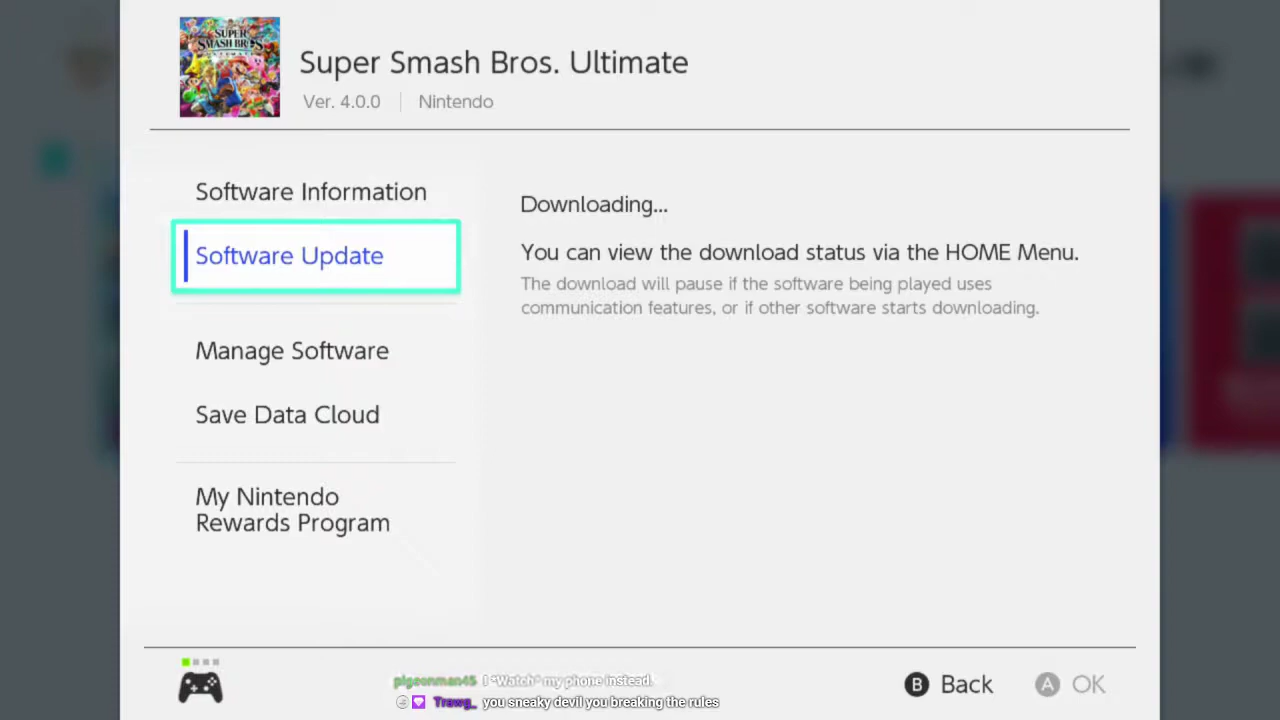 SUPER
SMASH BROS.
ULTIMATE
Super Smash Bros. Ultimate
Ver. 4.0.0 | Nintendo
Software Information
Software Update
Manage Software
Save Data Cloud
My Nintendo
Rewards Program
Downloading...
You can view the download status via the HOME Menu.
The download will pause if the software being played uses
communication features, or if other software starts downloading.
pigeonman45 I *Watch* my phone instead.
Trawg_ you sneaky devil you breaking the rules
B Back
A OK